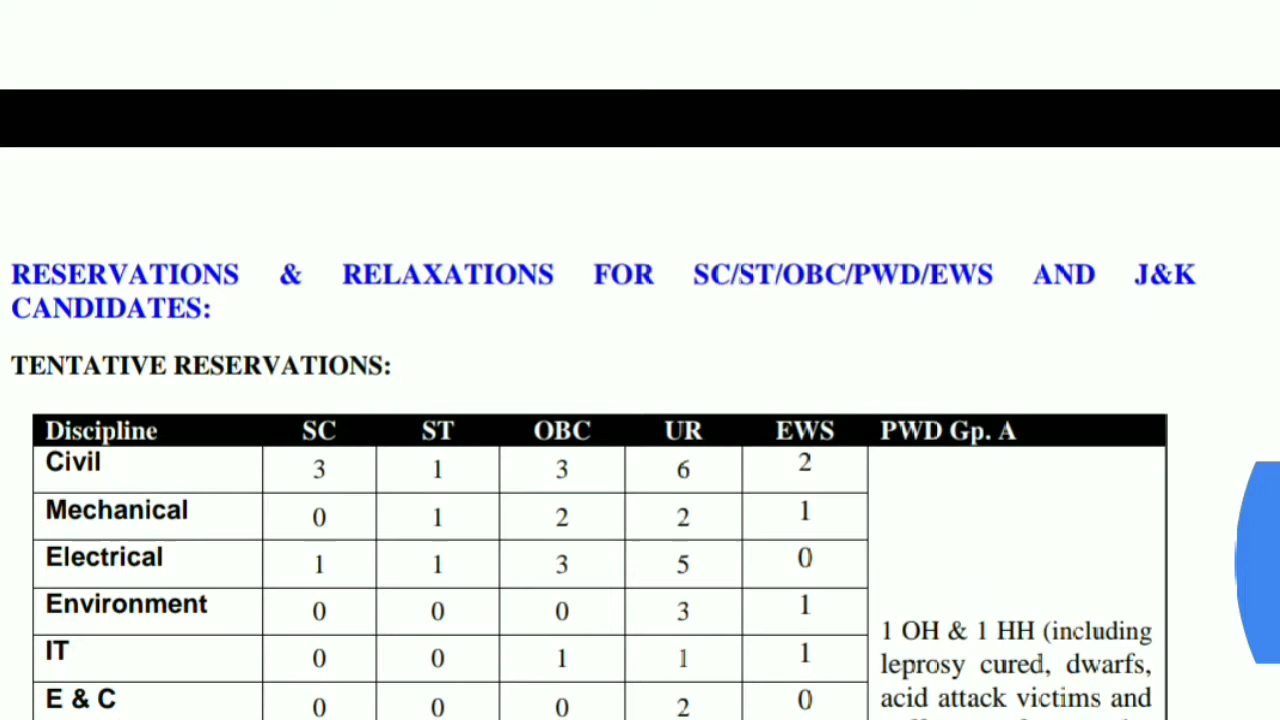 RESERVATIONS & RELAXATIONS FOR SC/ST/OBC/PWD/EWS AND J&K
CANDIDATES:
TENTATIVE RESERVATIONS:
Discipline SC ST OBC UR EWS PWD Gp. A
Civil 3 1 3 6 2
Mechanical 0 1 2 2 1
Electrical 1 1 3 5 0
Environment 0 0 0 3 1
IT 0 0 1 1 1
E & C 0 0 0 2 0
1 OH & 1 HH (including
leprosy cured, dwarfs,
acid attack victims and